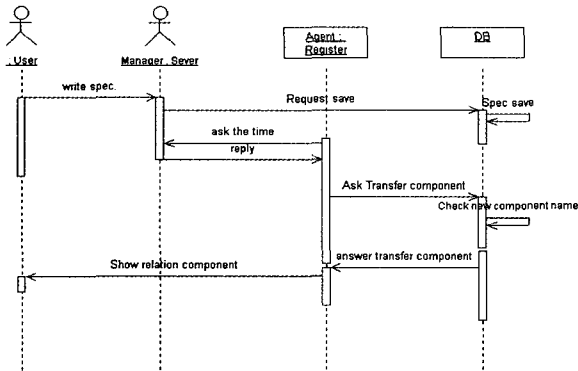 : User
Manager : Sever
Agent :
Register
DB
write spec.
Request save
Spec save
ask the time
reply
Ask Transfer component
Check new component name
answer transfer component
Show relation component